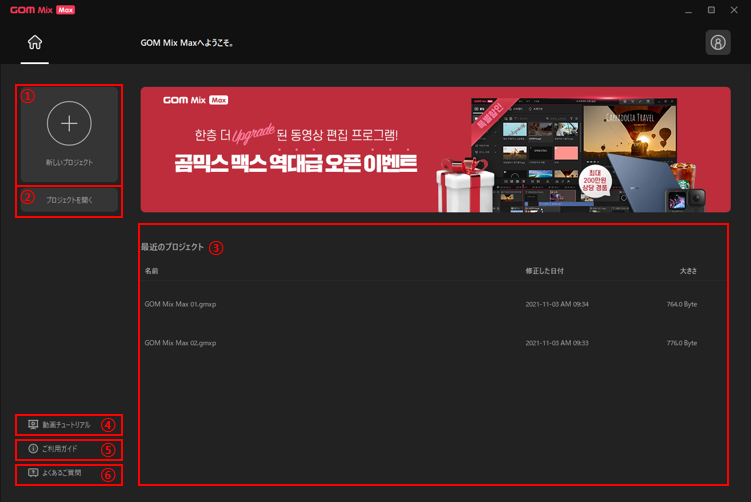 GOM Mix Max
GOM Mix Maxへようこそ。
①
新しいプロジェクト
②
プロジェクトを開く
GOM Mix Max
한층 더 Upgrade 된 동영상 편집 프로그램!
곰믹스 맥스 역대급 오픈 이벤트
특별할인
CAPPADOCIA TRAVEL
최대
200만원
상당 경품
最近のプロジェクト ③
名前 修正した日付 大きさ
GOM Mix Max 01.gmxp 2021-11-03 AM 09:34 764.0 Byte
GOM Mix Max 02.gmxp 2021-11-03 AM 09:33 776.0 Byte
動画チュートリアル ④
ご利用ガイド ⑤
よくあるご質問 ⑥